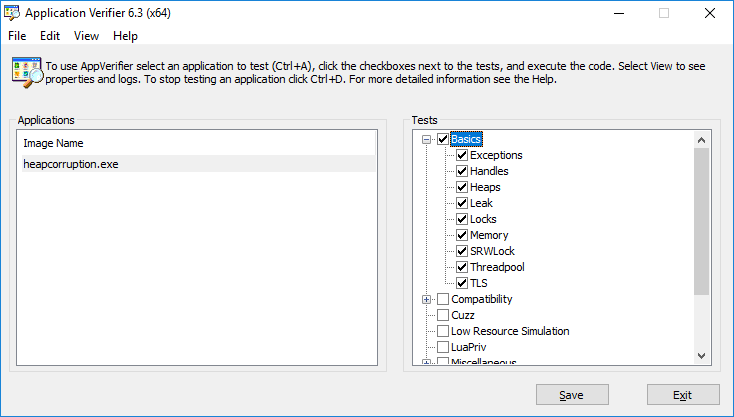 Application Verifier 6.3 (x64)
File Edit View Help
To use AppVerifier select an application to test (Ctrl+A), click the checkboxes next to the tests, and execute the code. Select View to see
properties and logs. To stop testing an application click Ctrl+D. For more detailed information see the Help.
Applications
Image Name
heapcorruption.exe
Tests
Basics
Exceptions
Handles
Heaps
Leak
Locks
Memory
SRWLock
Threadpool
TLS
Compatibility
Cuzz
Low Resource Simulation
LuaPriv
Miscellaneous
Save Exit